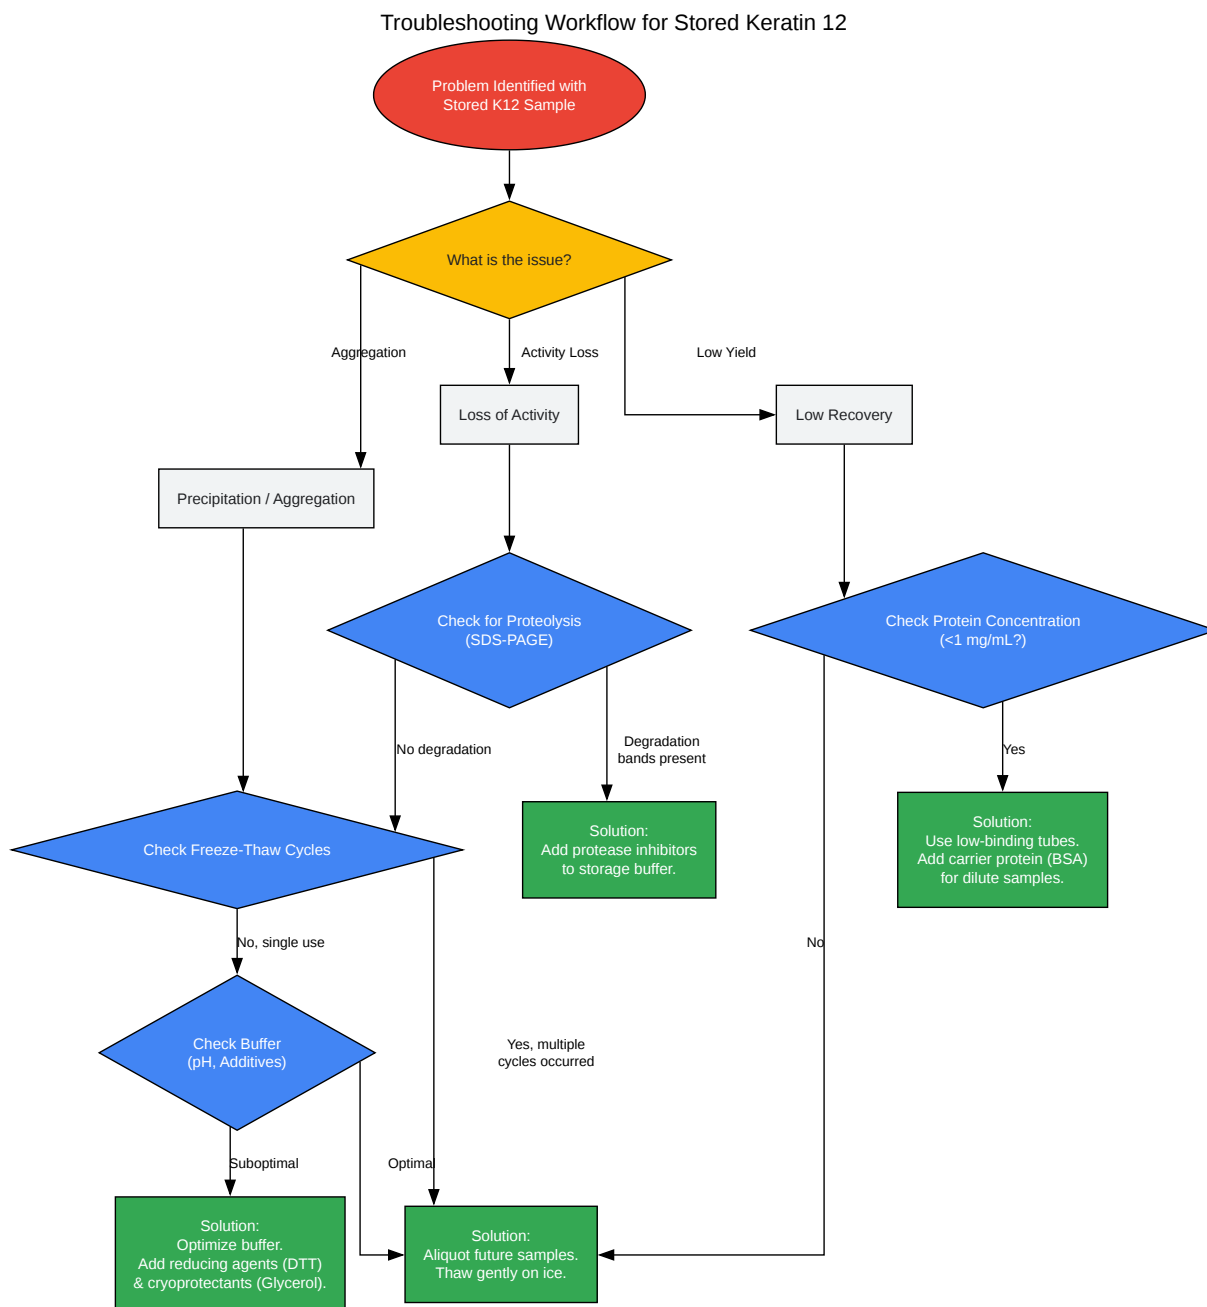 Troubleshooting Workflow for Stored Keratin 12
Problem Identified with
Stored K12 Sample
What is the issue?
Aggregation
Activity Loss
Low Yield
Loss of Activity
Low Recovery
Precipitation / Aggregation
Check for Proteolysis
(SDS-PAGE)
Check Protein Concentration
(<1 mg/mL?)
No degradation
Degradation
bands present
Yes
Check Freeze-Thaw Cycles
Solution:
Add protease inhibitors
to storage buffer.
Solution:
Use low-binding tubes.
Add carrier protein (BSA)
for dilute samples.
No, single use
No
Check Buffer
(pH, Additives)
Yes, multiple
cycles occurred
Suboptimal
Optimal
Solution:
Optimize buffer.
Add reducing agents (DTT)
& cryoprotectants (Glycerol).
Solution:
Aliquot future samples.
Thaw gently on ice.